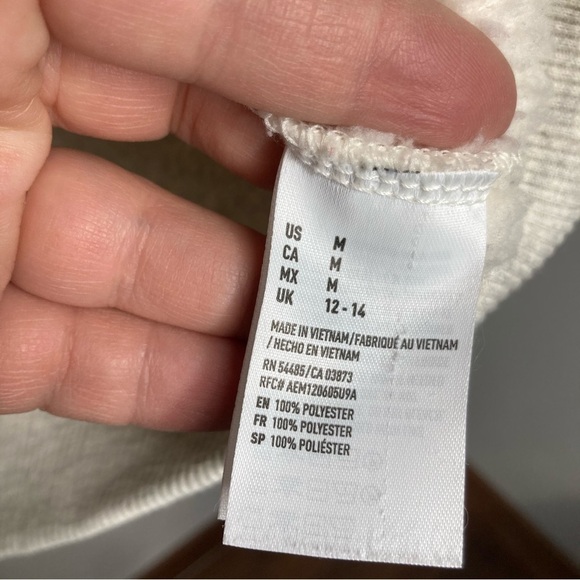 US M
CA M
MX M
UK 12 - 14
MADE IN VIETNAM/FABRIQUÉ AU VIETNAM
/ HECHO EN VIETNAM
RN 54485/CA 03873
RFC# AEM120605U9A
EN 100% POLYESTER
FR 100% POLYESTER
SP 100% POLIÉSTER